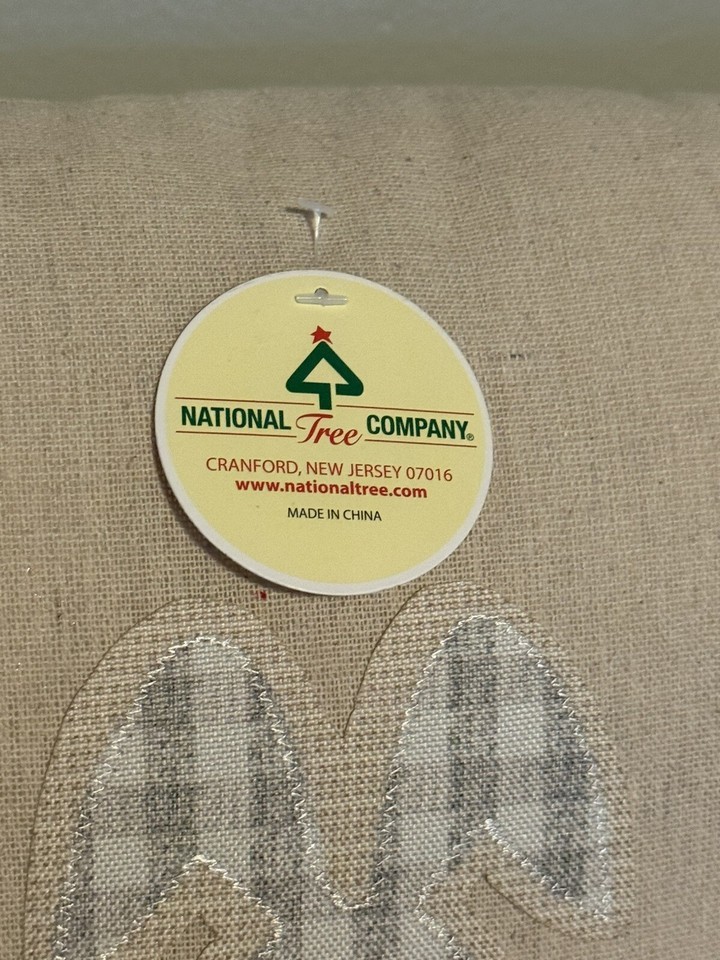 NATIONAL Tree COMPANY®
CRANFORD, NEW JERSEY 07016
www.nationaltree.com
MADE IN CHINA